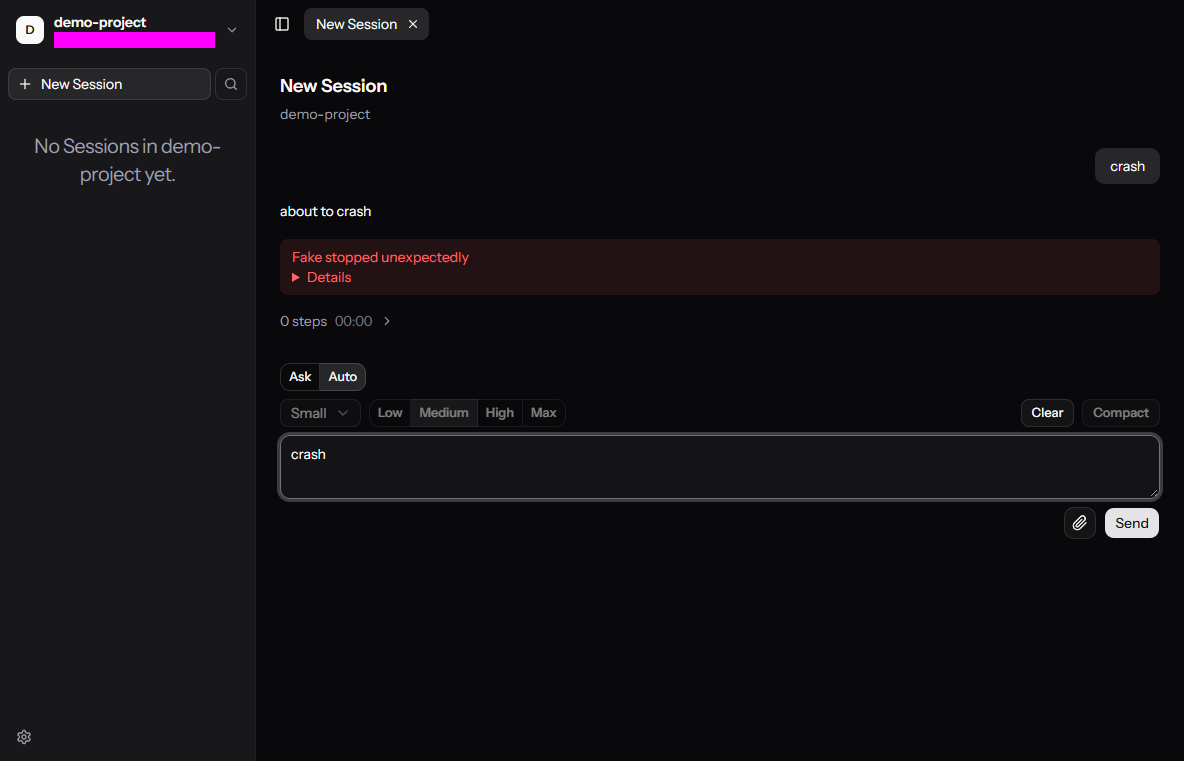 D
demo-project
New Session
No Sessions in demo-
project yet.
New Session
New Session
demo-project
crash
about to crash
Fake stopped unexpectedly
Details
0 steps 00:00
Ask Auto
Small Low Medium High Max Clear Compact
crash
Send